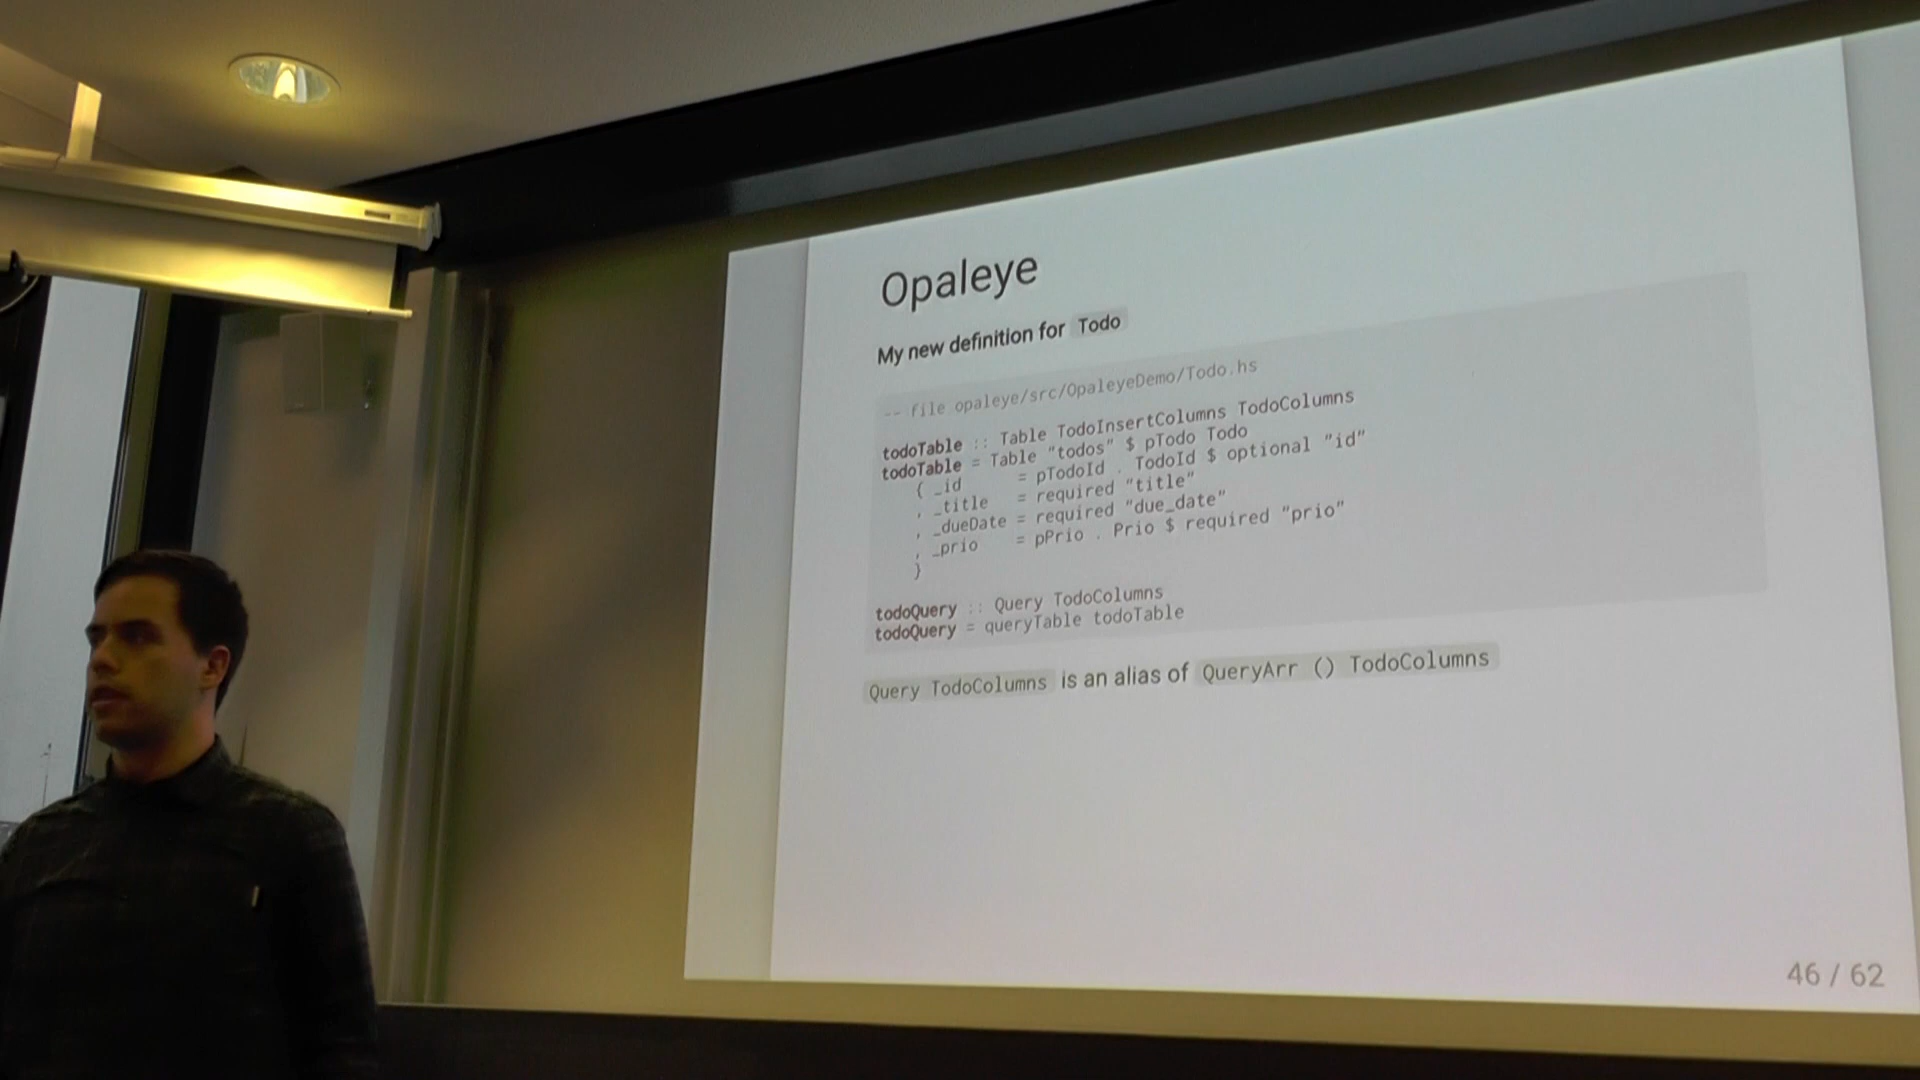 Opaleye
My new definition for Todo
-- file opaleye/src/OpaleyeDemo/Todo.hs
todoTable :: Table TodoInsertColumns TodoColumns
todoTable = Table "todos" $ pTodo Todo
{ _id = pTodoId . TodoId $ optional "id"
, _title = required "title"
, _dueDate = required "due_date"
, _prio = pPrio . Prio $ required "prio"
}
todoQuery :: Query TodoColumns
todoQuery = queryTable todoTable
Query TodoColumns is an alias of QueryArr () TodoColumns
46 / 62